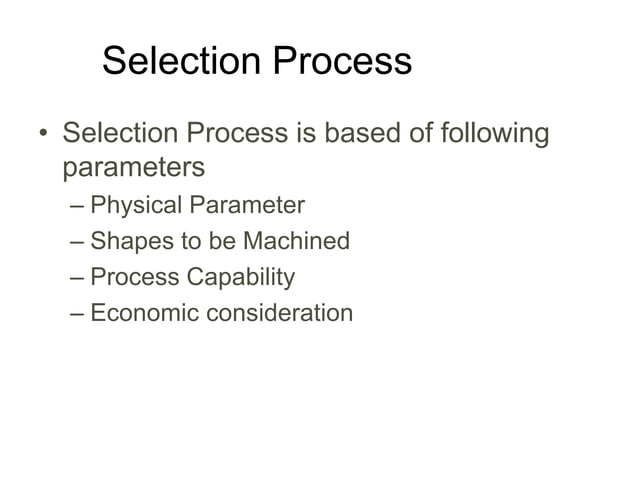 Selection Process
• Selection Process is based of following
parameters
– Physical Parameter
– Shapes to be Machined
– Process Capability
– Economic consideration